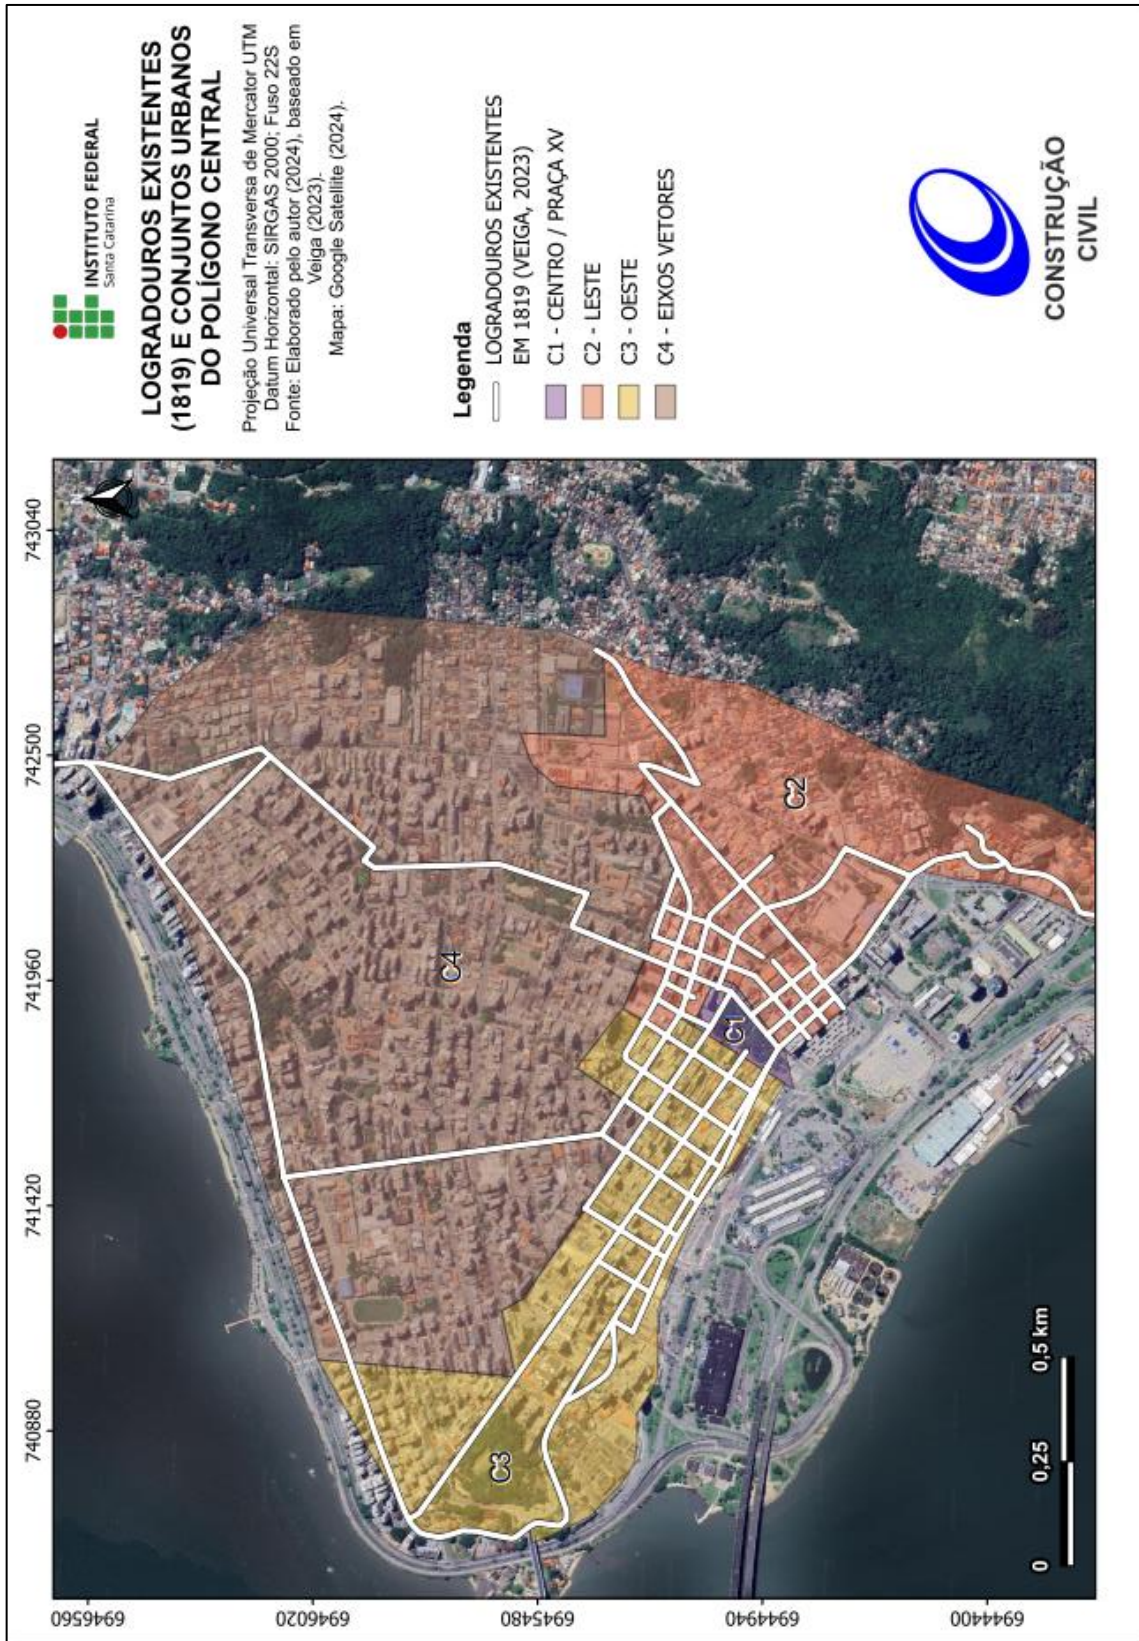 INSTITUTO FEDERAL
Santa Catarina
LOGRADOUROS EXISTENTES
(1819) E CONJUNTOS URBANOS
DO POLÍGONO CENTRAL
Projeção Universal Transversa de Mercator UTM
Datum Horizontal: SIRGAS 2000; Fuso 22S
Fonte: Elaborado pelo autor (2024), baseado em
Veiga (2023).
Mapa: Google Satellite (2024).
Legenda
LOGRADOUROS EXISTENTES
EM 1819 (VEIGA, 2023)
C1 - CENTRO / PRAÇA XV
C2 - LESTE
C3 - OESTE
C4 - EIXOS VETORES
CONSTRUÇÃO
CIVIL
740880
741420
741960
742500
743040
6946560
6946020
6945480
6944940
6944400
C3
C4
C1
C2
0
0,25
0,5 km